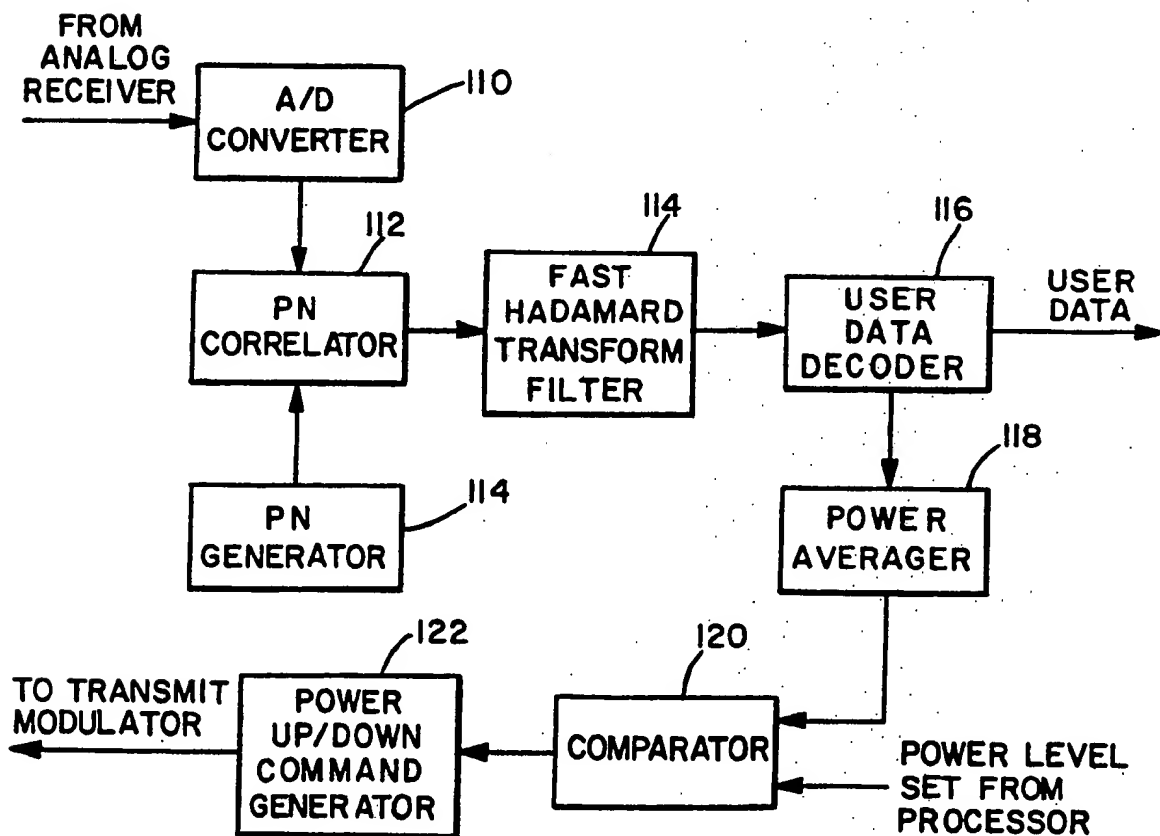 FROM
ANALOG
RECEIVER
A/D
CONVERTER
110
112
PN
CORRELATOR
114
FAST
HADAMARD
TRANSFORM
FILTER
116
USER
DATA
DECODER
USER
DATA
PN
GENERATOR
114
118
POWER
AVERAGER
TO TRANSMIT
MODULATOR
122
POWER
UP/DOWN
COMMAND
GENERATOR
120
COMPARATOR
POWER LEVEL
SET FROM
PROCESSOR